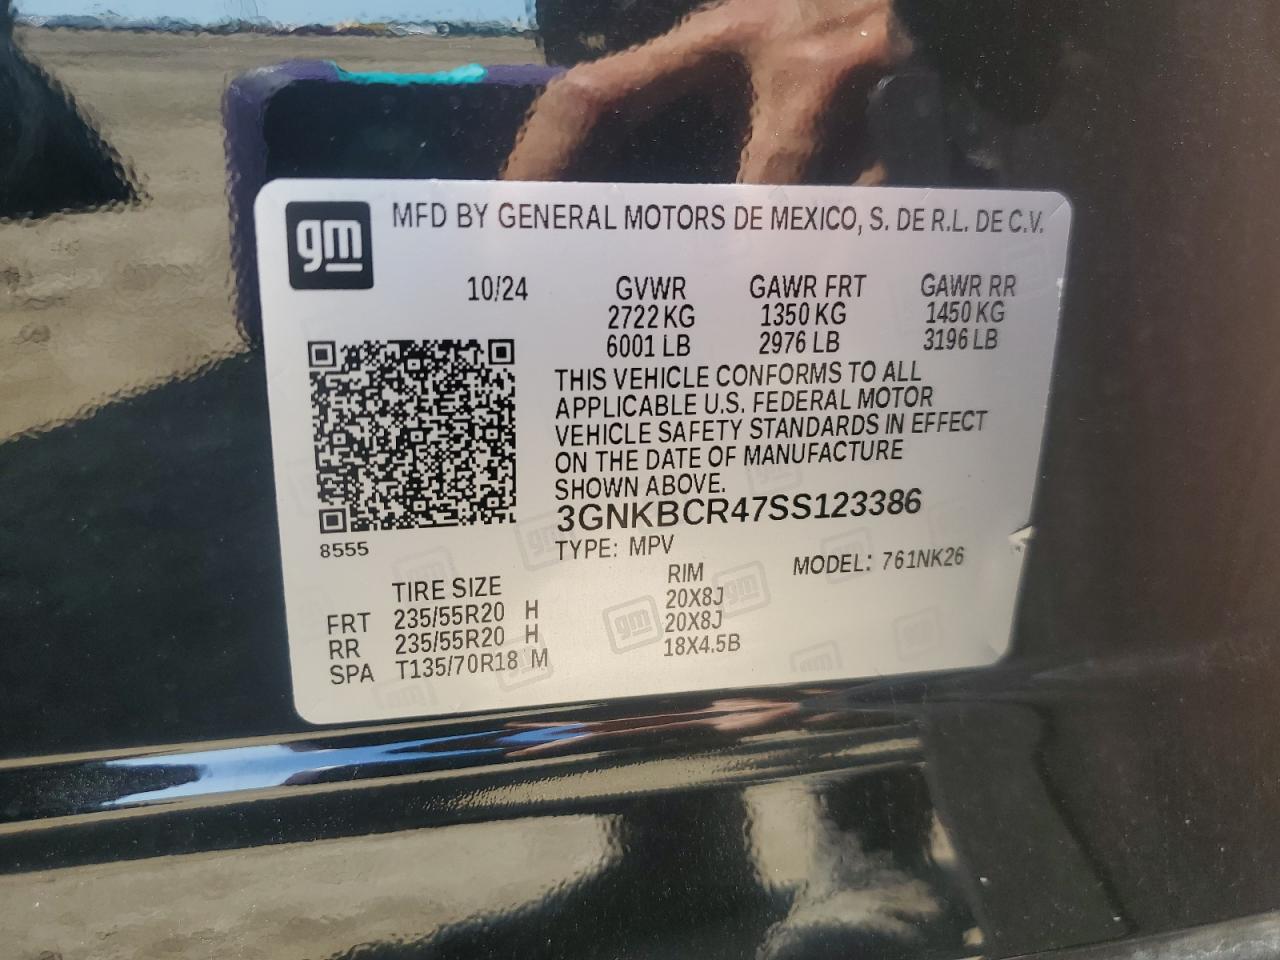 gm
MFD BY GENERAL MOTORS DE MEXICO, S. DE R.L. DE C.V.
10/24 GVWR GAWR FRT GAWR RR
2722 KG 1350 KG 1450 KG
6001 LB 2976 LB 3196 LB
THIS VEHICLE CONFORMS TO ALL
APPLICABLE U.S. FEDERAL MOTOR
VEHICLE SAFETY STANDARDS IN EFFECT
ON THE DATE OF MANUFACTURE
SHOWN ABOVE.
3GNKBCR47SS123386
8555
TYPE: MPV MODEL: 761NK26
TIRE SIZE RIM
FRT 235/55R20 H 20X8J
RR 235/55R20 H 20X8J
SPA T135/70R18 M 18X4.5B